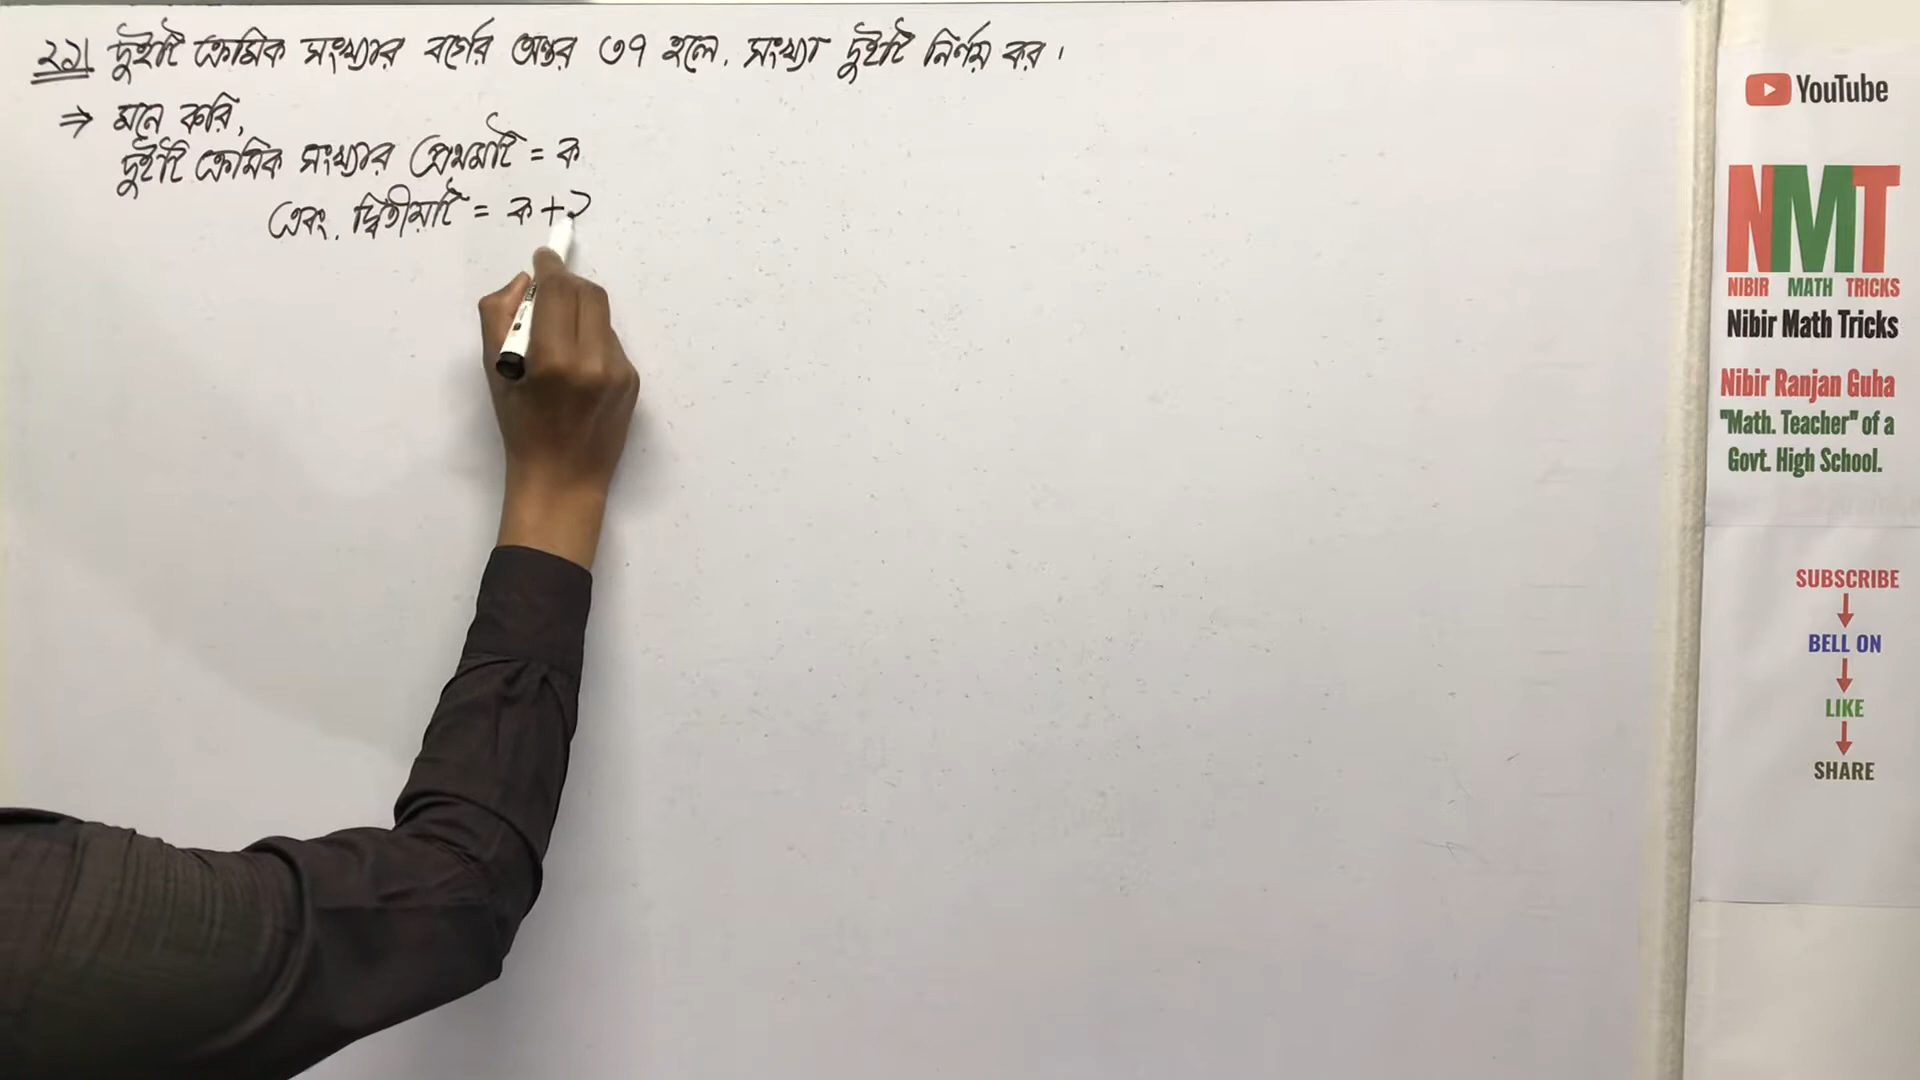 ২১। দুইটি ক্রমিক সংখ্যার বর্গের অন্তর ৩৭ হলে, সংখ্যা দুইটি নির্ণয় কর।
⇒ মনে করি,
দুইটি ক্রমিক সংখ্যার প্রথমটি = ক
এবং, দ্বিতীয়টি = ক + ১
YouTube
NMT
NIBIR MATH TRICKS
Nibir Math Tricks
Nibir Ranjan Guha
"Math. Teacher" of a
Govt. High School.
SUBSCRIBE
BELL ON
LIKE
SHARE